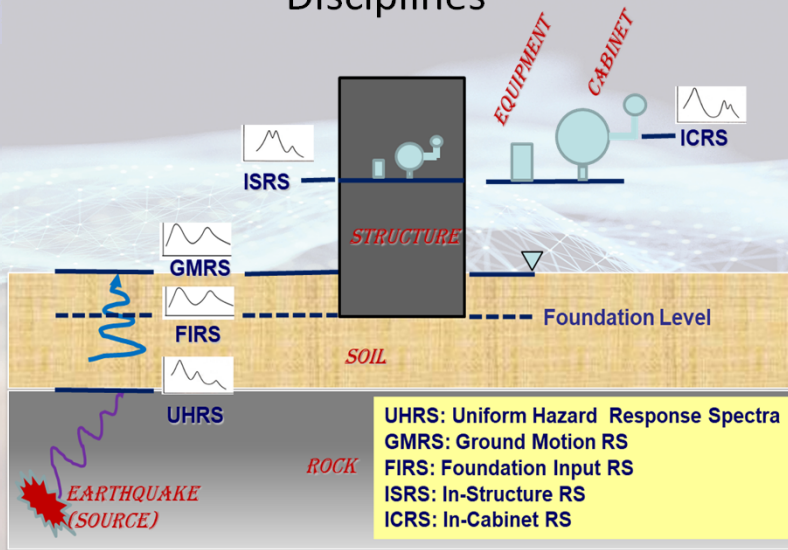 Disciplines
EQUIPMENT
CABINET
ICRS
ISRS
STRUCTURE
GMRS
FIRS
Foundation Level
SOIL
UHRS
ROCK
EARTHQUAKE
(SOURCE)
UHRS: Uniform Hazard Response Spectra
GMRS: Ground Motion RS
FIRS: Foundation Input RS
ISRS: In-Structure RS
ICRS: In-Cabinet RS